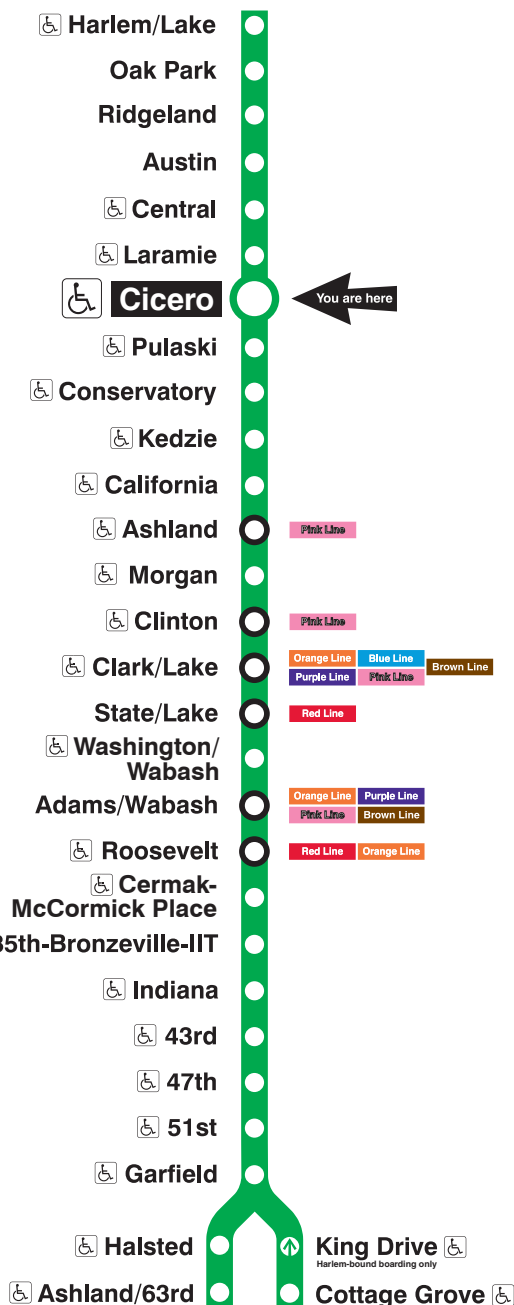 Harlem/Lake
Oak Park
Ridgeland
Austin
Central
Laramie
Cicero
You are here
Pulaski
Conservatory
Kedzie
California
Ashland
Pink Line
Morgan
Clinton
Pink Line
Clark/Lake
Orange Line Blue Line
Brown Line
Purple Line Pink Line
State/Lake
Red Line
Washington/
Wabash
Adams/Wabash
Orange Line Purple Line
Pink Line Brown Line
Roosevelt
Red Line Orange Line
Cermak-
McCormick Place
35th-Bronzeville-IIT
Indiana
43rd
47th
51st
Garfield
Halsted
King Drive
Harlem-bound boarding only
Ashland/63rd
Cottage Grove